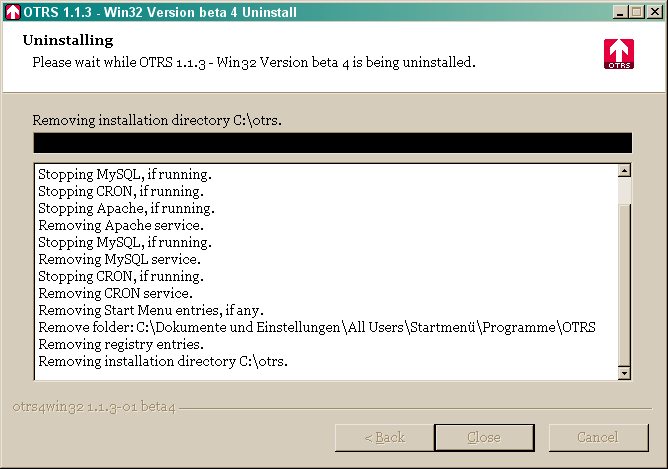 OTRS 1.1.3 - Win32 Version beta 4 Uninstall
Uninstalling
Please wait while OTRS 1.1.3 - Win32 Version beta 4 is being uninstalled.
OTRS
Removing installation directory C:\otrs.
Stopping MySQL, if running.
Stopping CRON, if running.
Stopping Apache, if running.
Removing Apache service.
Stopping MySQL, if running.
Removing MySQL service.
Stopping CRON, if running.
Removing CRON service.
Removing Start Menu entries, if any.
Remove folder: C:\Dokumente und Einstellungen\All Users\Startmenü\Programme\OTRS
Removing registry entries.
Removing installation directory C:\otrs.
otrs4win32 1.1.3-01 beta4
< Back
Close
Cancel